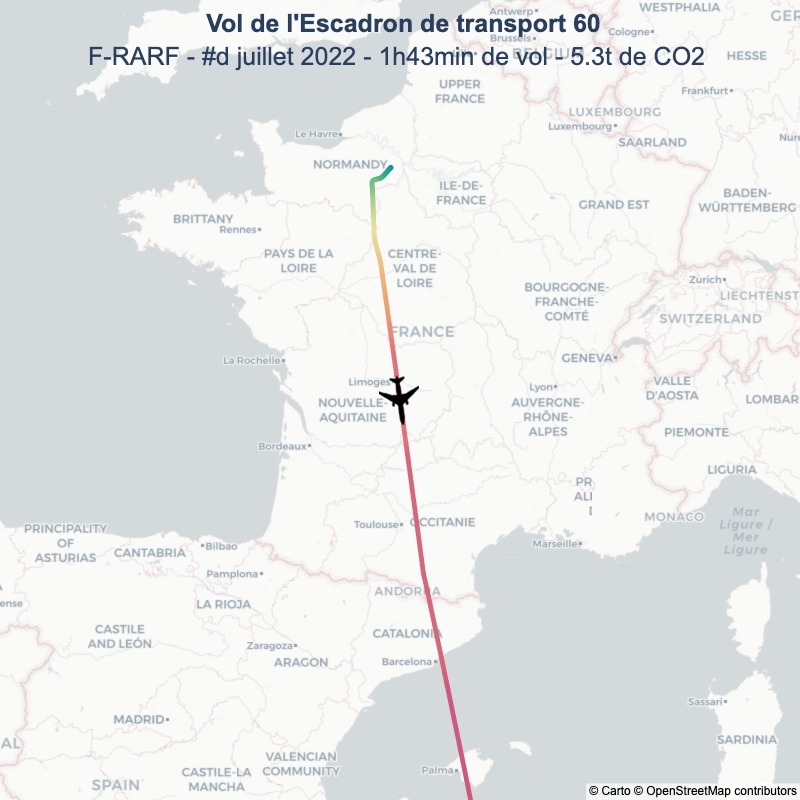 Vol de l'Escadron de transport 60
F-RARF - #d juillet 2022 - 1h43min de vol - 5.3t de CO2
WESTPHALIA
Antwerp
Brussels
BELGIUM
Cologne
HESSE
UPPER
FRANCE
Frankfurt
LUXEMBOURG
Luxembourg
Le Havre
SAARLAND
NORMANDY
ILE-DE-
FRANCE
GRAND EST
BADEN-
WÜRTTEMBERG
BRITTANY
Rennes
PAYS DE LA
LOIRE
CENTRE-
VAL DE
LOIRE
BOURGOGNE-
FRANCHE-
COMTÉ
Zurich
LIECHTENST
SWITZERLAND
FRANCE
La Rochelle
GENEVA
Limoges
Lyon
VALLE
D'AOSTA
NOUVELLE-
AQUITAINE
AUVERGNE-
RHÔNE-
ALPES
LOMBAR
PIEMONTE
Bordeaux
LIGURIA
PR
ALI
Toulouse
OCCITANIE
MONACO
Mar
Ligure /
Mer
Ligure
Marseille
PRINCIPALITY
OF
ASTURIAS
Bilbao
CANTABRIA
Pamplona
ANDORRA
ense
LA RIOJA
CASTILE
AND LEÓN
CATALONIA
Zaragoza
ARAGON
Barcelona
Sassari
MADRID
SARDINIA
AL
VALENCIAN
COMMUNITY
Palma
SPAIN
CASTILE-LA
MANCHA
© Carto © OpenStreetMap contributors